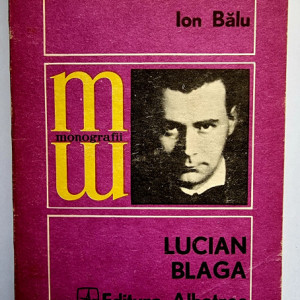 Ion Bălu
m
monografii
m
LUCIAN
BLAGA
Editura Albatros